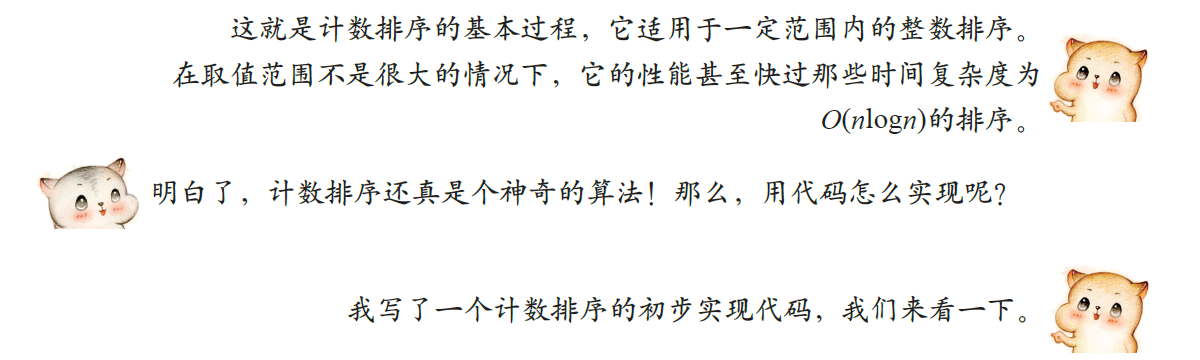 这就是计数排序的基本过程，它适用于一定范围内的整数排序。
在取值范围不是很大的情况下，它的性能甚至快过那些时间复杂度为
O(nlogn)的排序。
明白了，计数排序还真是个神奇的算法！那么，用代码怎么实现呢？
我写了一个计数排序的初步实现代码，我们来看一下。